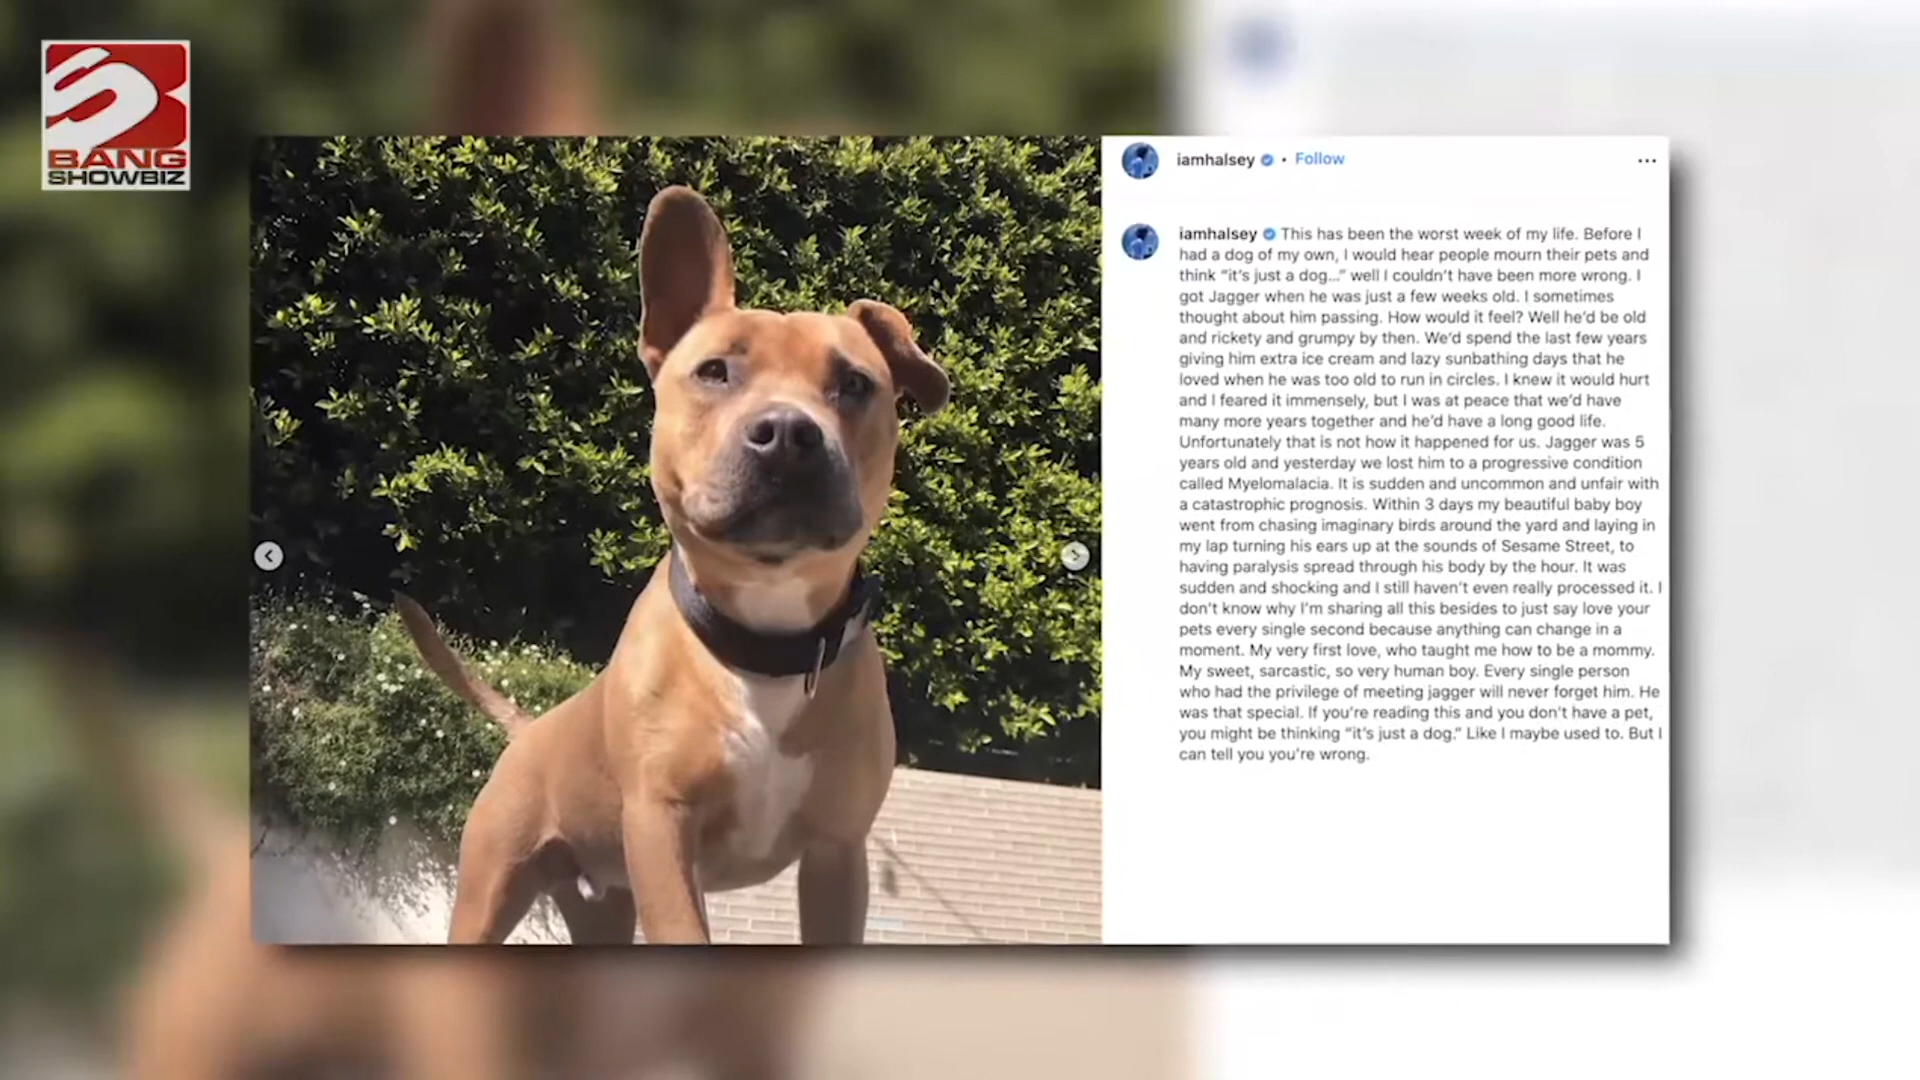 BANG
SHOWBIZ
iamhalsey • Follow
iamhalsey This has been the worst week of my life. Before I
had a dog of my own, I would hear people mourn their pets and
think “it's just a dog...” well I couldn't have been more wrong. I
got Jagger when he was just a few weeks old. I sometimes
thought about him passing. How would it feel? Well he'd be old
and rickety and grumpy by then. We'd spend the last few years
giving him extra ice cream and lazy sunbathing days that he
loved when he was too old to run in circles. I knew it would hurt
and I feared it immensely, but I was at peace that we'd have
many more years together and he'd have a long good life.
Unfortunately that is not how it happened for us. Jagger was 5
years old and yesterday we lost him to a progressive condition
called Myelomalacia. It is sudden and uncommon and unfair with
a catastrophic prognosis. Within 3 days my beautiful baby boy
went from chasing imaginary birds around the yard and laying in
my lap turning his ears up at the sounds of Sesame Street, to
having paralysis spread through his body by the hour. It was
sudden and shocking and I still haven't even really processed it. I
don't know why I'm sharing all this besides to just say love your
pets every single second because anything can change in a
moment. My very first love, who taught me how to be a mommy.
My sweet, sarcastic, so very human boy. Every single person
who had the privilege of meeting jagger will never forget him. He
was that special. If you're reading this and you don't have a pet,
you might be thinking “it's just a dog.” Like I maybe used to. But I
can tell you you're wrong.